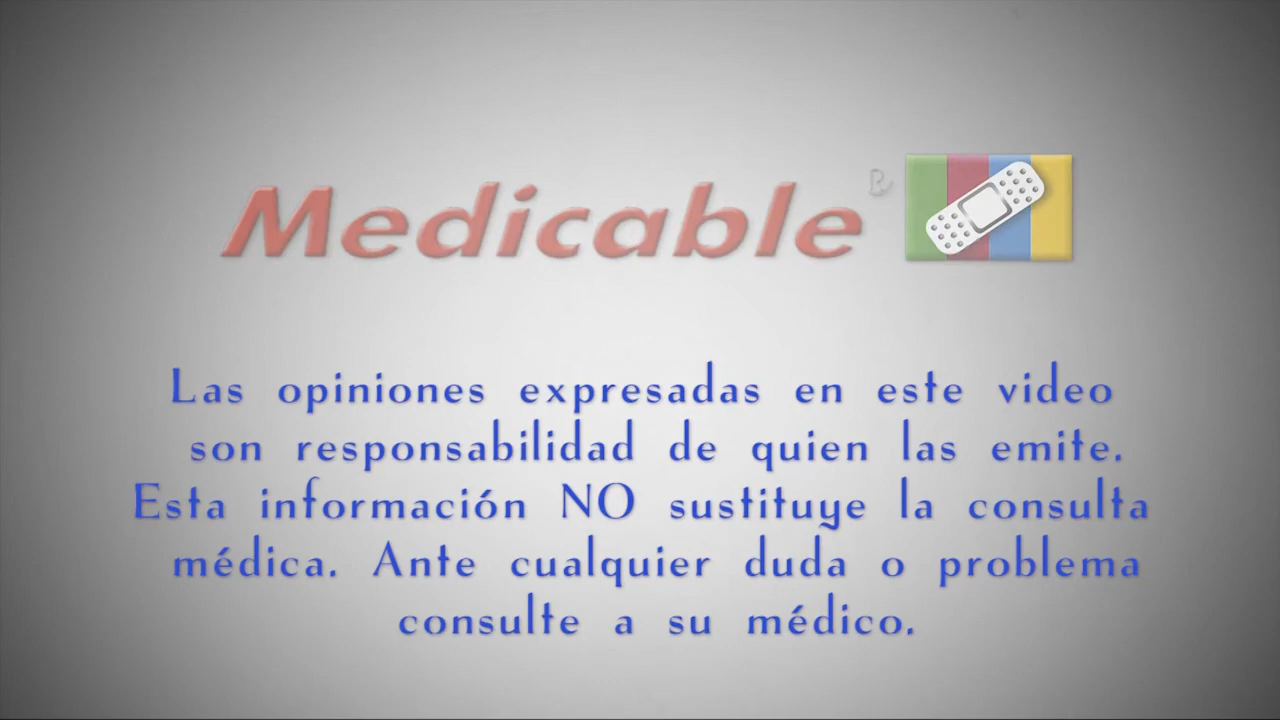 Medicable®
Las opiniones expresadas en este video
son responsabilidad de quien las emite.
Esta información NO sustituye la consulta
médica. Ante cualquier duda o problema
consulte a su médico.